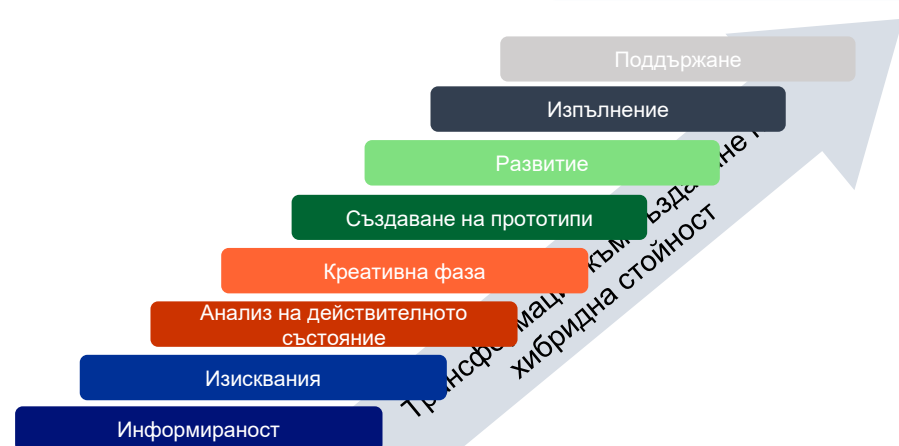 Поддържане
Изпълнение
Развитие
Създаване на прототипи
Креативна фаза
Анализ на действителното
състояние
Изисквания
Информираност
хибридна стойност